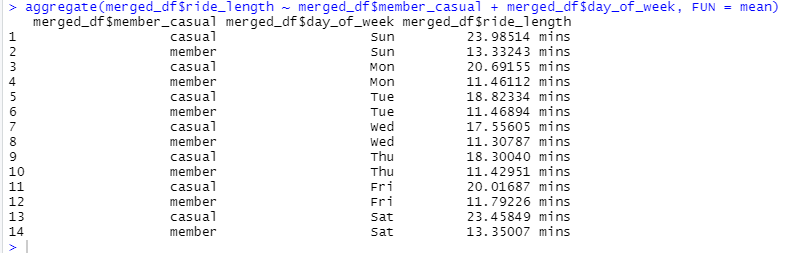 > aggregate(merged_df$ride_length ~ merged_df$member_casual + merged_df$day_of_week, FUN = mean)
merged_df$member_casual merged_df$day_of_week merged_df$ride_length
1 casual Sun 23.98514 mins
2 member Sun 13.33243 mins
3 casual Mon 20.69155 mins
4 member Mon 11.46112 mins
5 casual Tue 18.82334 mins
6 member Tue 11.46894 mins
7 casual Wed 17.55605 mins
8 member Wed 11.30787 mins
9 casual Thu 18.30040 mins
10 member Thu 11.42951 mins
11 casual Fri 20.01687 mins
12 member Fri 11.79226 mins
13 casual Sat 23.45849 mins
14 member Sat 13.35007 mins
>